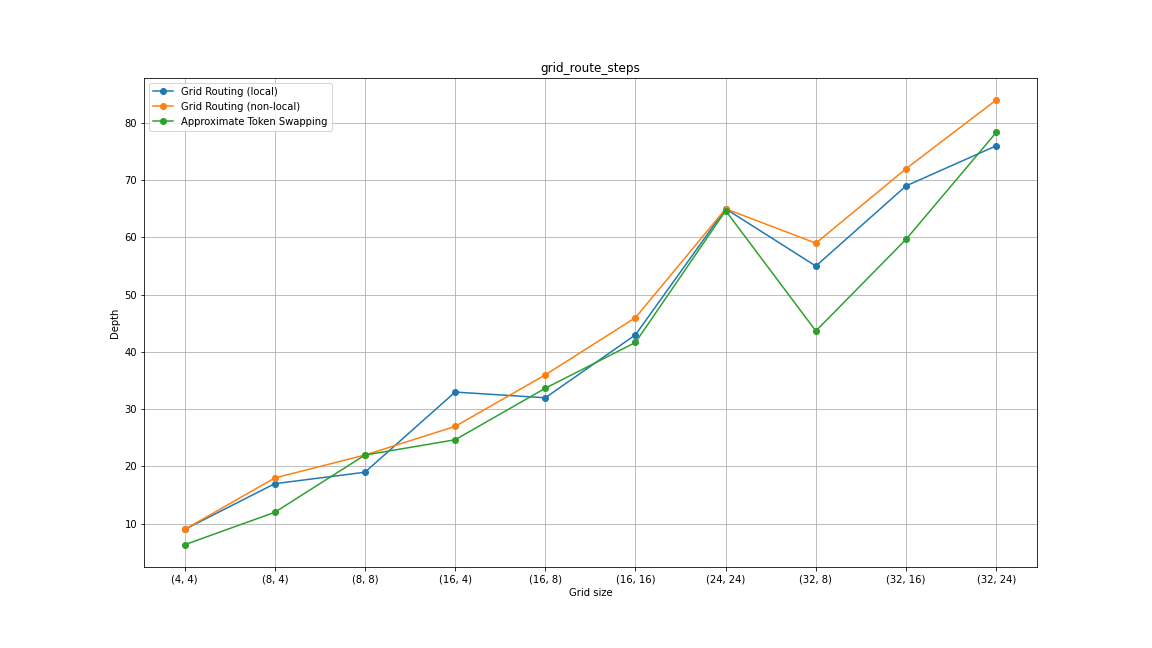 grid_route_steps
Grid Routing (local)
Grid Routing (non-local)
Approximate Token Swapping
Depth
80
70
60
50
40
30
20
10
(4, 4) (8, 4) (8, 8) (16, 4) (16, 8) (16, 16) (24, 24) (32, 8) (32, 16) (32, 24)
Grid size